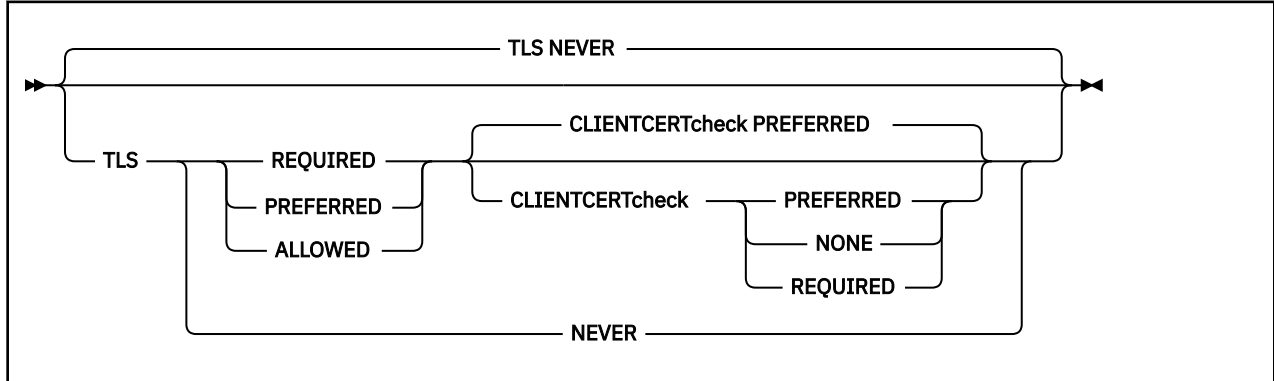 TLS NEVER
CLIENTCERTcheck PREFERRED
TLS REQUIRED
CLIENTCERTcheck PREFERRED
PREFERRED
ALLOWED
NONE
REQUIRED
NEVER